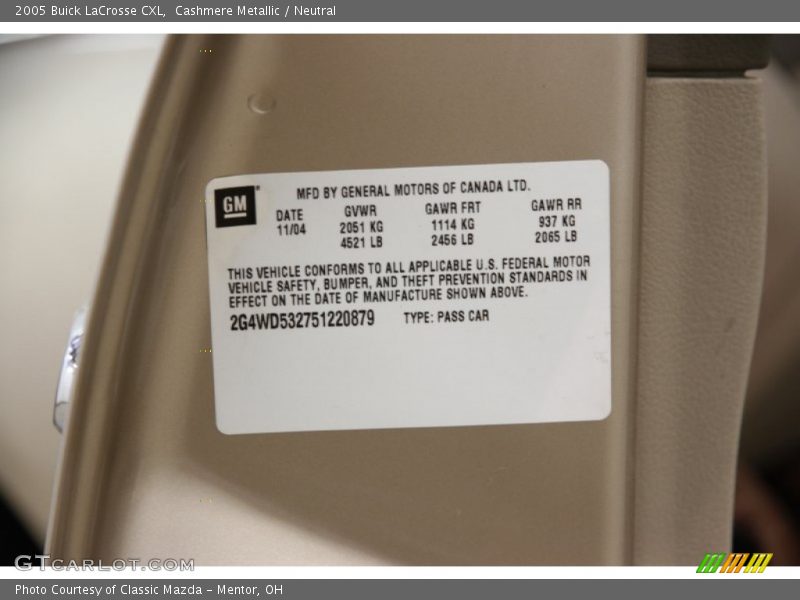 2005 Buick LaCrosse CXL,  Cashmere Metallic / Neutral
GM
MFD BY GENERAL MOTORS OF CANADA LTD.
DATE GVWR GAWR FRT GAWR RR
11/04 2051 KG 1114 KG 937 KG
4521 LB 2456 LB 2065 LB
THIS VEHICLE CONFORMS TO ALL APPLICABLE U.S. FEDERAL MOTOR
VEHICLE SAFETY, BUMPER, AND THEFT PREVENTION STANDARDS IN
EFFECT ON THE DATE OF MANUFACTURE SHOWN ABOVE.
2G4WD532751220879 TYPE: PASS CAR
GTCARLOT.COM
Photo Courtesy of Classic Mazda - Mentor, OH